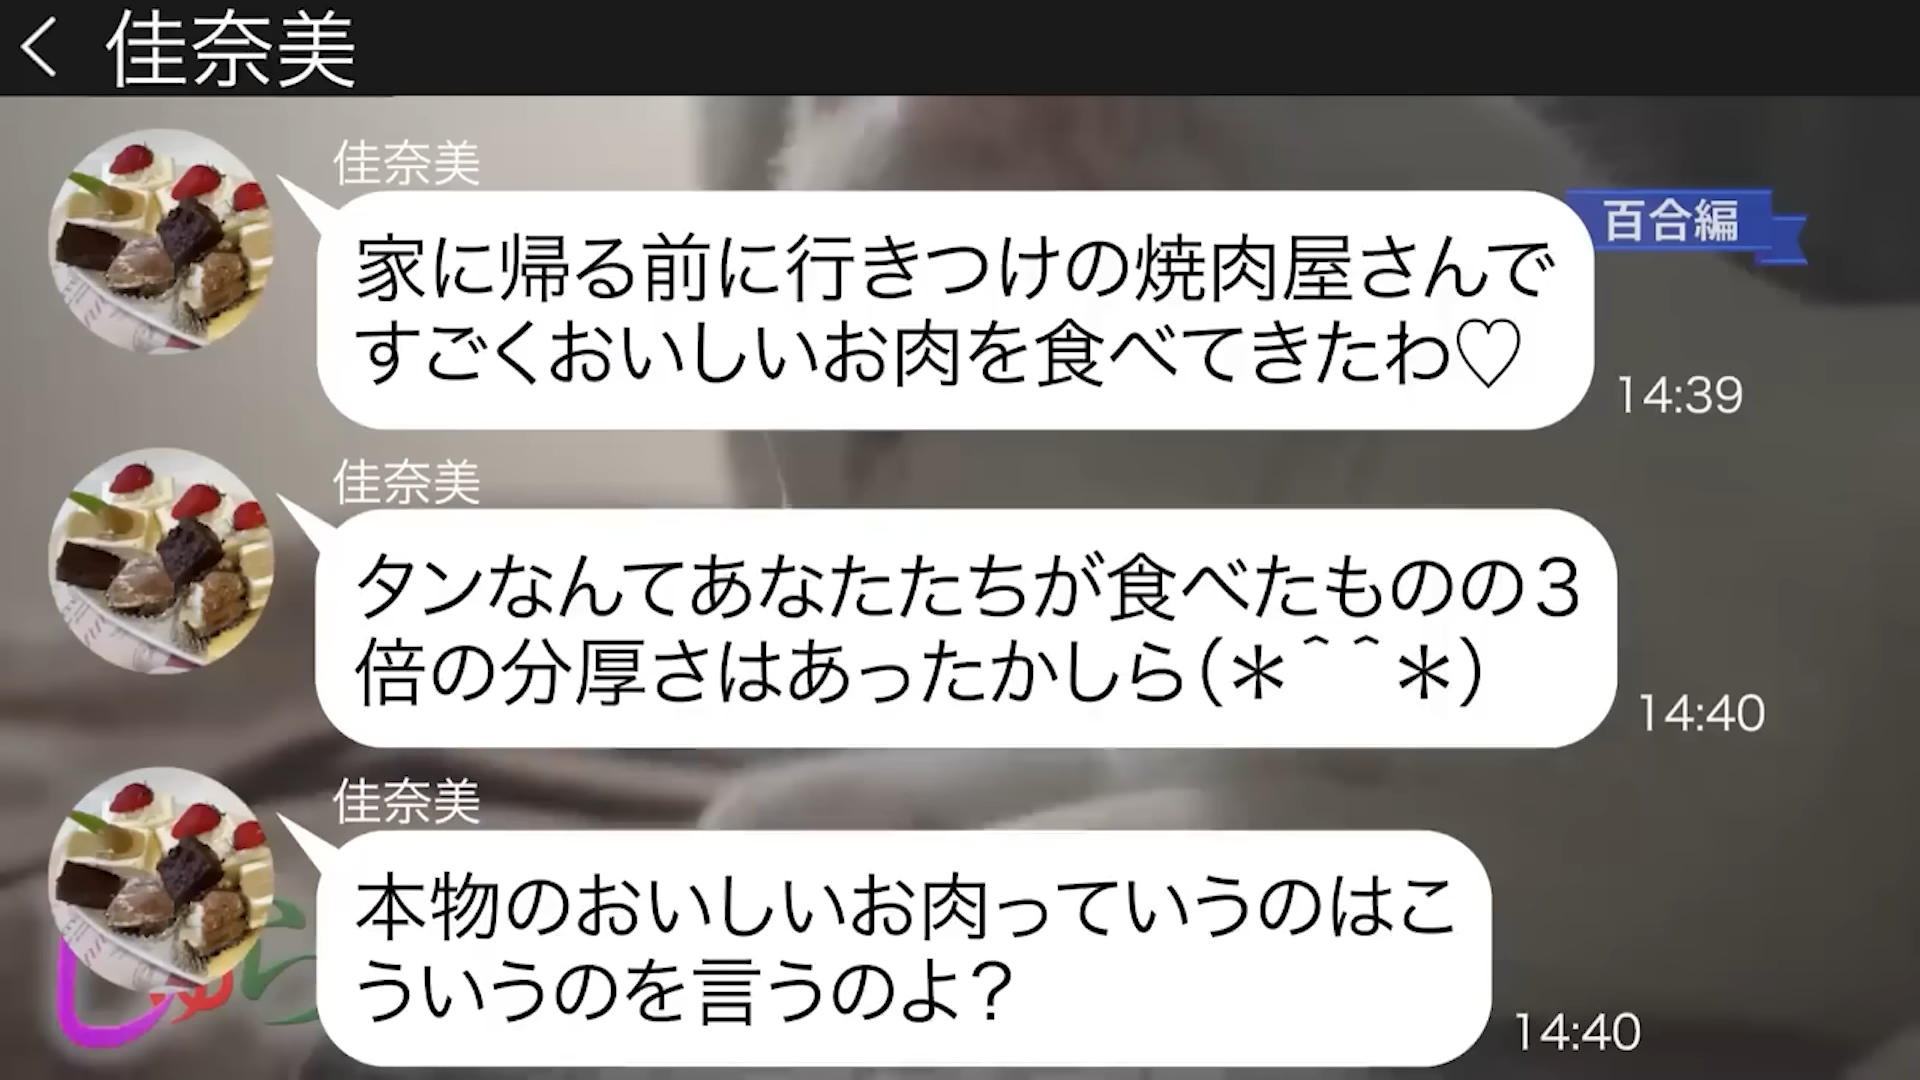 佳奈美
佳奈美
百合編
家に帰る前に行きつけの焼肉屋さんで
すごくおいしいお肉を食べてきたわ♡
14:39
佳奈美
タンなんてあなたたちが食べたものの３
倍の分厚さはあったかしら(＊＾＾＊)
14:40
佳奈美
本物のおいしいお肉っていうのはこ
ういうのを言うのよ？
14:40